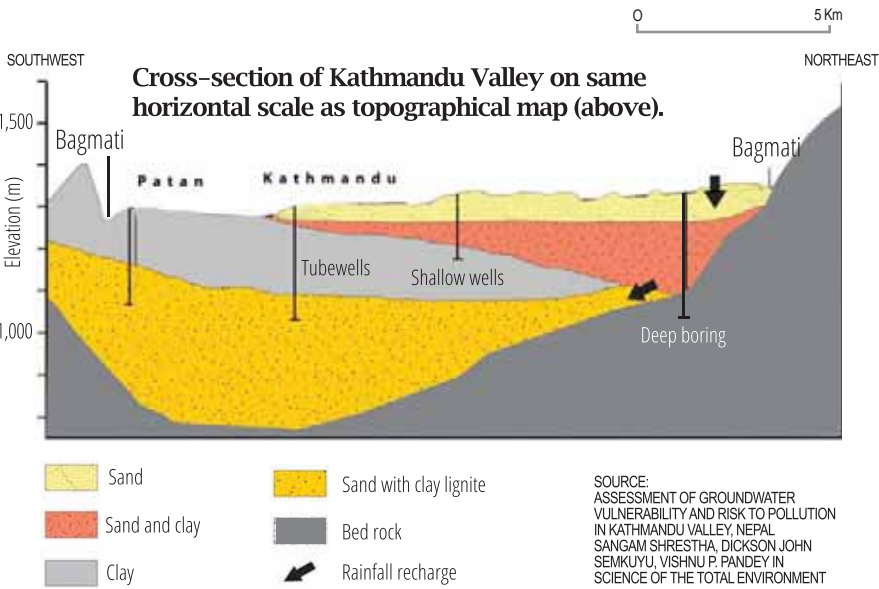 0 5 Km
SOUTHWEST NORTHEAST
Cross-section of Kathmandu Valley on same
horizontal scale as topographical map (above).
1,500
Bagmati
Bagmati
Patan Kathmandu
Elevation (m)
Tubewells
Shallow wells
1,000
Deep boring
Sand
Sand and clay
Clay
Sand with clay lignite
Bed rock
Rainfall recharge
SOURCE:
ASSESSMENT OF GROUNDWATER
VULNERABILITY AND RISK TO POLLUTION
IN KATHMANDU VALLEY, NEPAL
SANGAM SHRESTHA, DICKSON JOHN
SEMKUYU, VISHNU P. PANDEY IN
SCIENCE OF THE TOTAL ENVIRONMENT